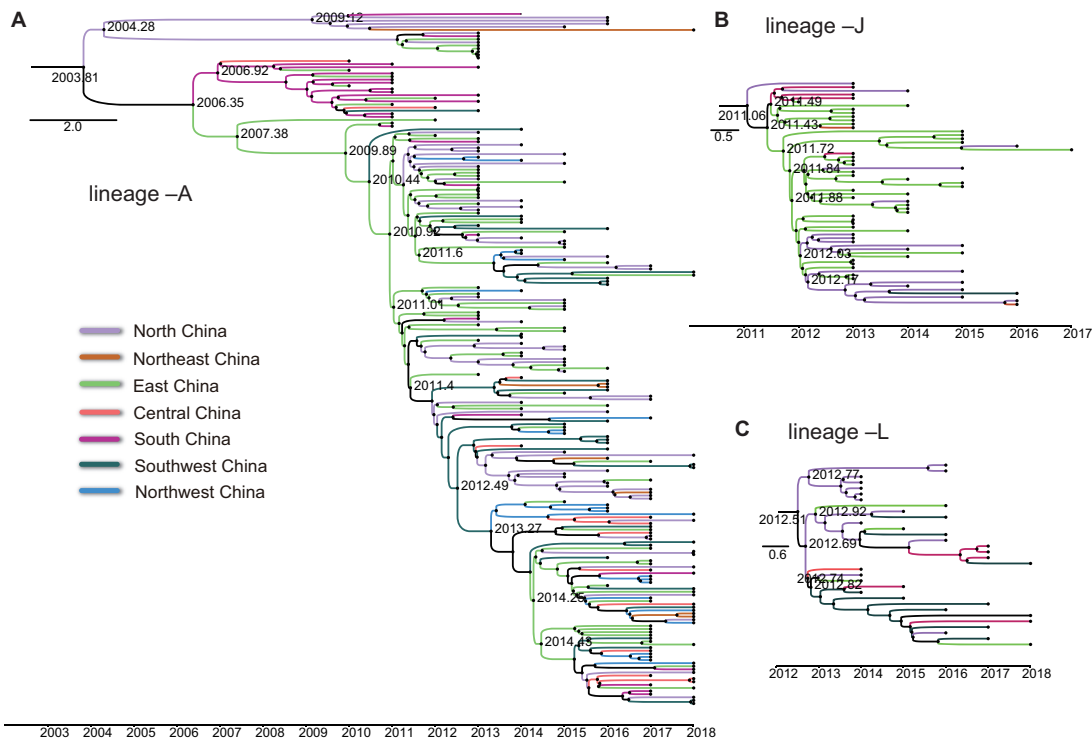 A
2004.28
2009.12
2003.81
2006.92
2006.35
2.0
2007.38
2009.89
lineage –A
2010.44
2010.92
2011.6
2011.01
North China
Northeast China
East China
Central China
South China
Southwest China
Northwest China
2011.4
2012.49
2013.27
2014.29
2014.43
2003 2004 2005 2006 2007 2008 2009 2010 2011 2012 2013 2014 2015 2016 2017 2018
B
lineage –J
2011.49
2011.06
2011.43
0.5
2011.72
2011.84
2011.88
2012.03
2012.17
2011 2012 2013 2014 2015 2016 2017
C
lineage –L
2012.77
2012.92
2012.51
2012.69
0.6
2012.74
2012.82
2012 2013 2014 2015 2016 2017 2018